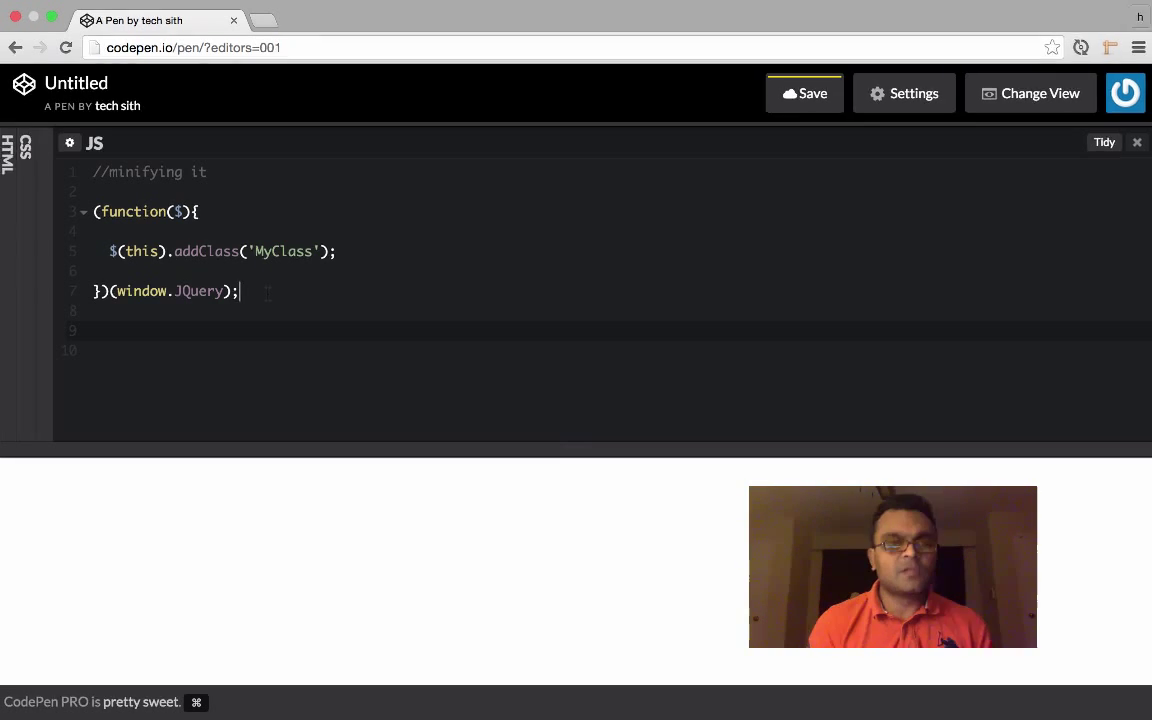 A Pen by tech sith
h
codepen.io/pen/?editors=001
Untitled
A PEN BY tech sith
Save
Settings
Change View
HTML
CSS
JS
Tidy
1 //minifying it
2
3 (function($){
4
5 $(this).addClass('MyClass');
6
7 })(window.JQuery);
8
9
10
CodePen PRO is pretty sweet. ⌘